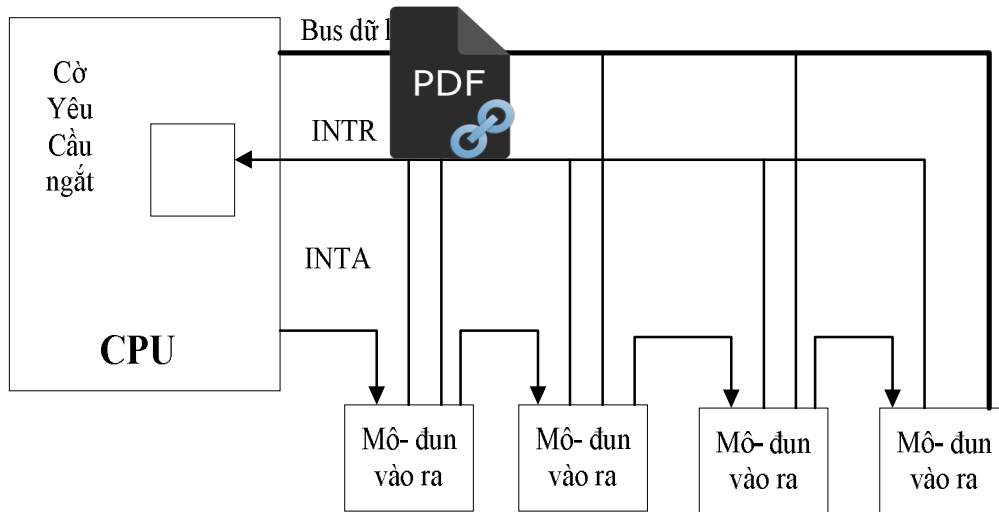 Bus dữ
PDF
Cờ
Yêu
Cầu
ngắt
INTR
INTA
CPU
Mô- đun
vào ra
Mô- đun
vào ra
Mô- đun
vào ra
Mô- đun
vào ra